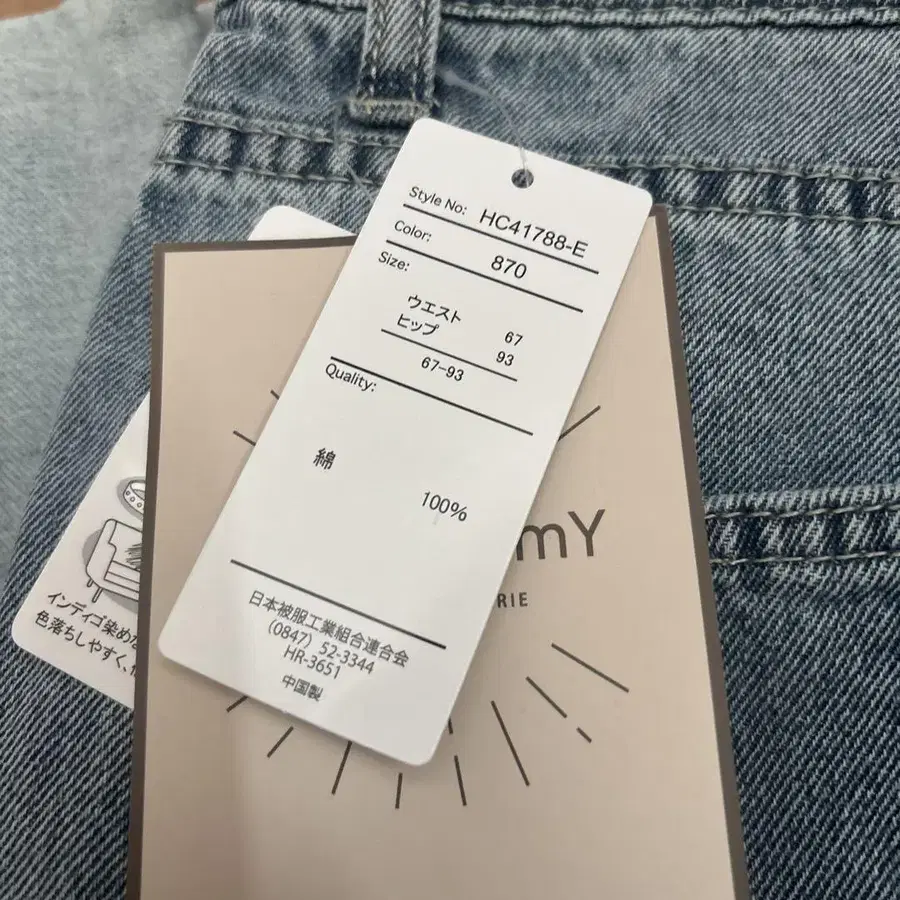 Style No: HC41788-E
Color: 870
Size:
ウエスト 67
ヒップ 93
67-93
Quality:
綿
100%
日本被服工業組合連合会
(0847) 52-3344
HR-3651
中国製
mY
RIE
インディゴ染めな
色落ちしやすく、